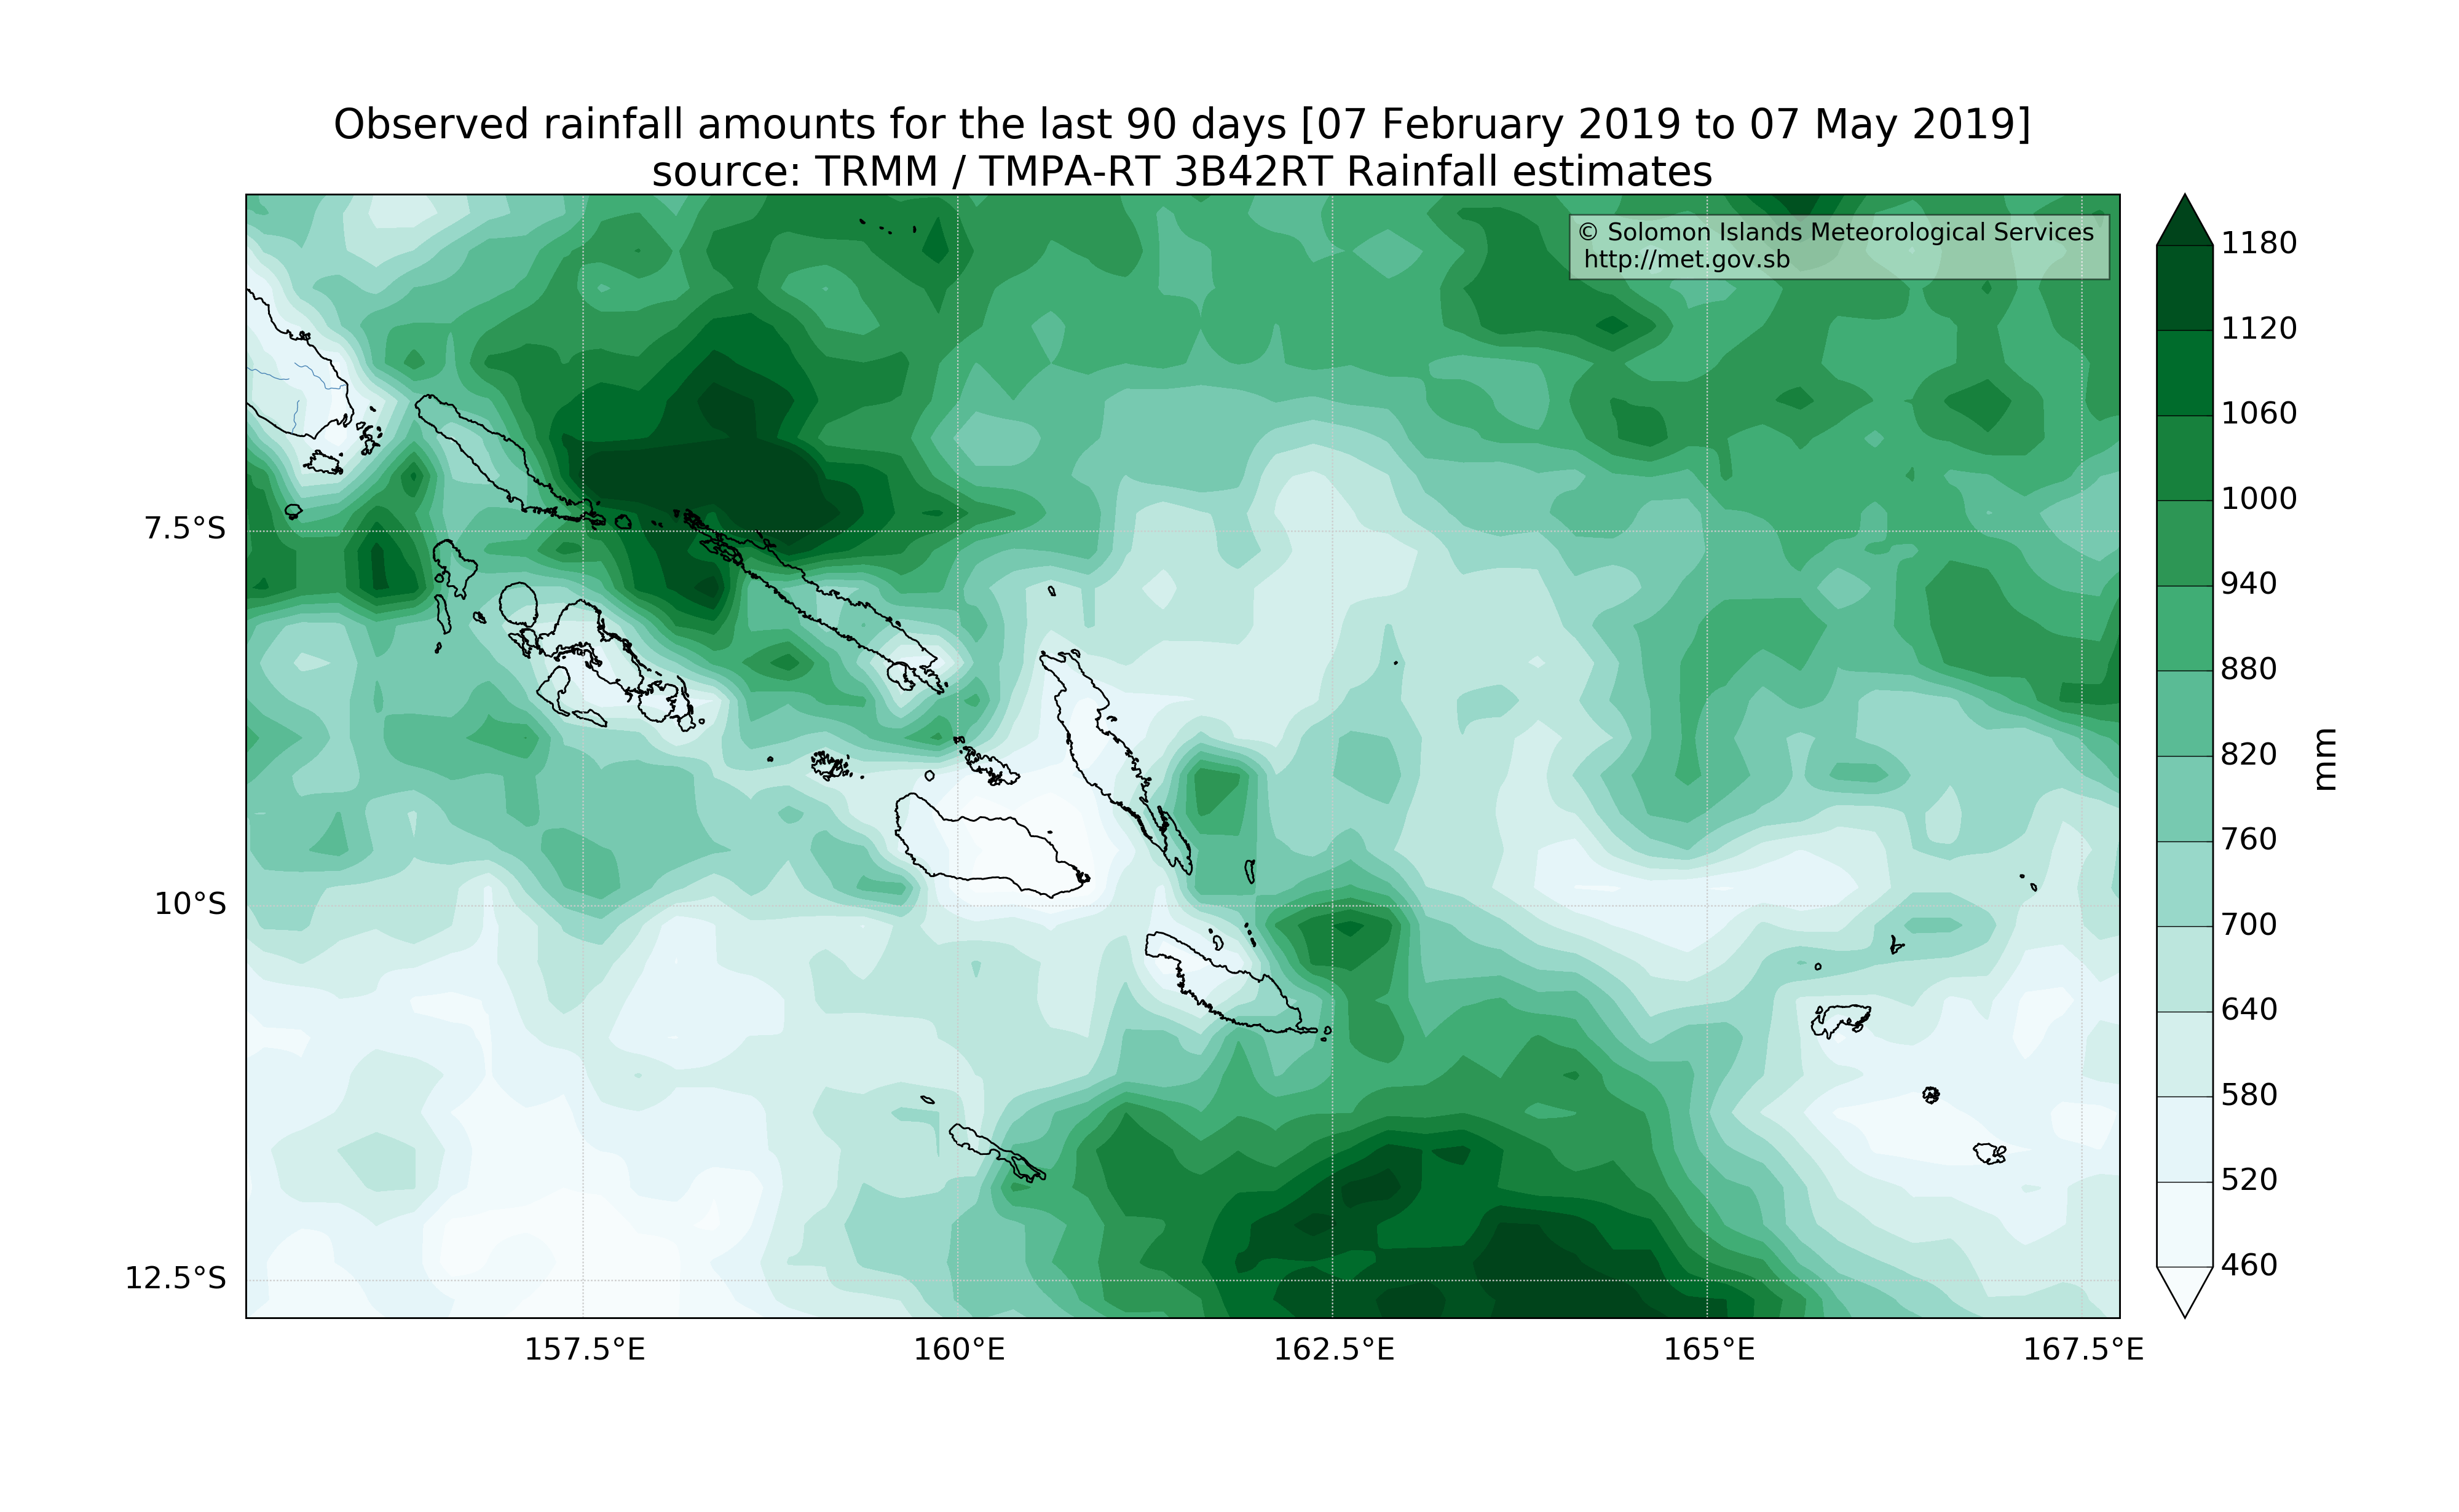 Observed rainfall amounts for the last 90 days [07 February 2019 to 07 May 2019]
source: TRMM / TMPA-RT 3B42RT Rainfall estimates
© Solomon Islands Meteorological Services
http://met.gov.sb
7.5°S
10°S
12.5°S
157.5°E
160°E
162.5°E
165°E
167.5°E
1180
1120
1060
1000
940
880
820
760
700
640
580
520
460
mm